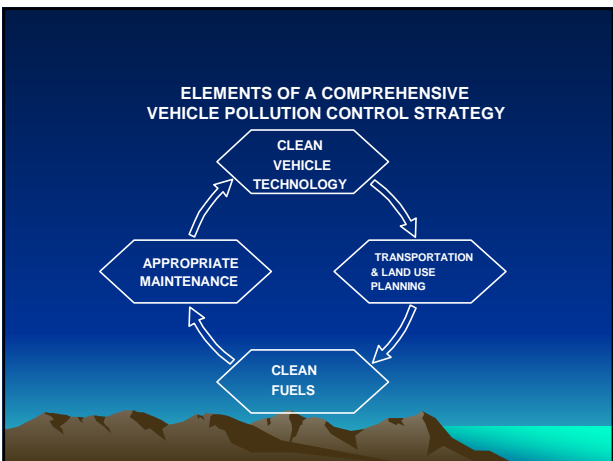 ELEMENTS OF A COMPREHENSIVE
VEHICLE POLLUTION CONTROL STRATEGY
CLEAN
VEHICLE
TECHNOLOGY
APPROPRIATE
MAINTENANCE
TRANSPORTATION
& LAND USE
PLANNING
CLEAN
FUELS